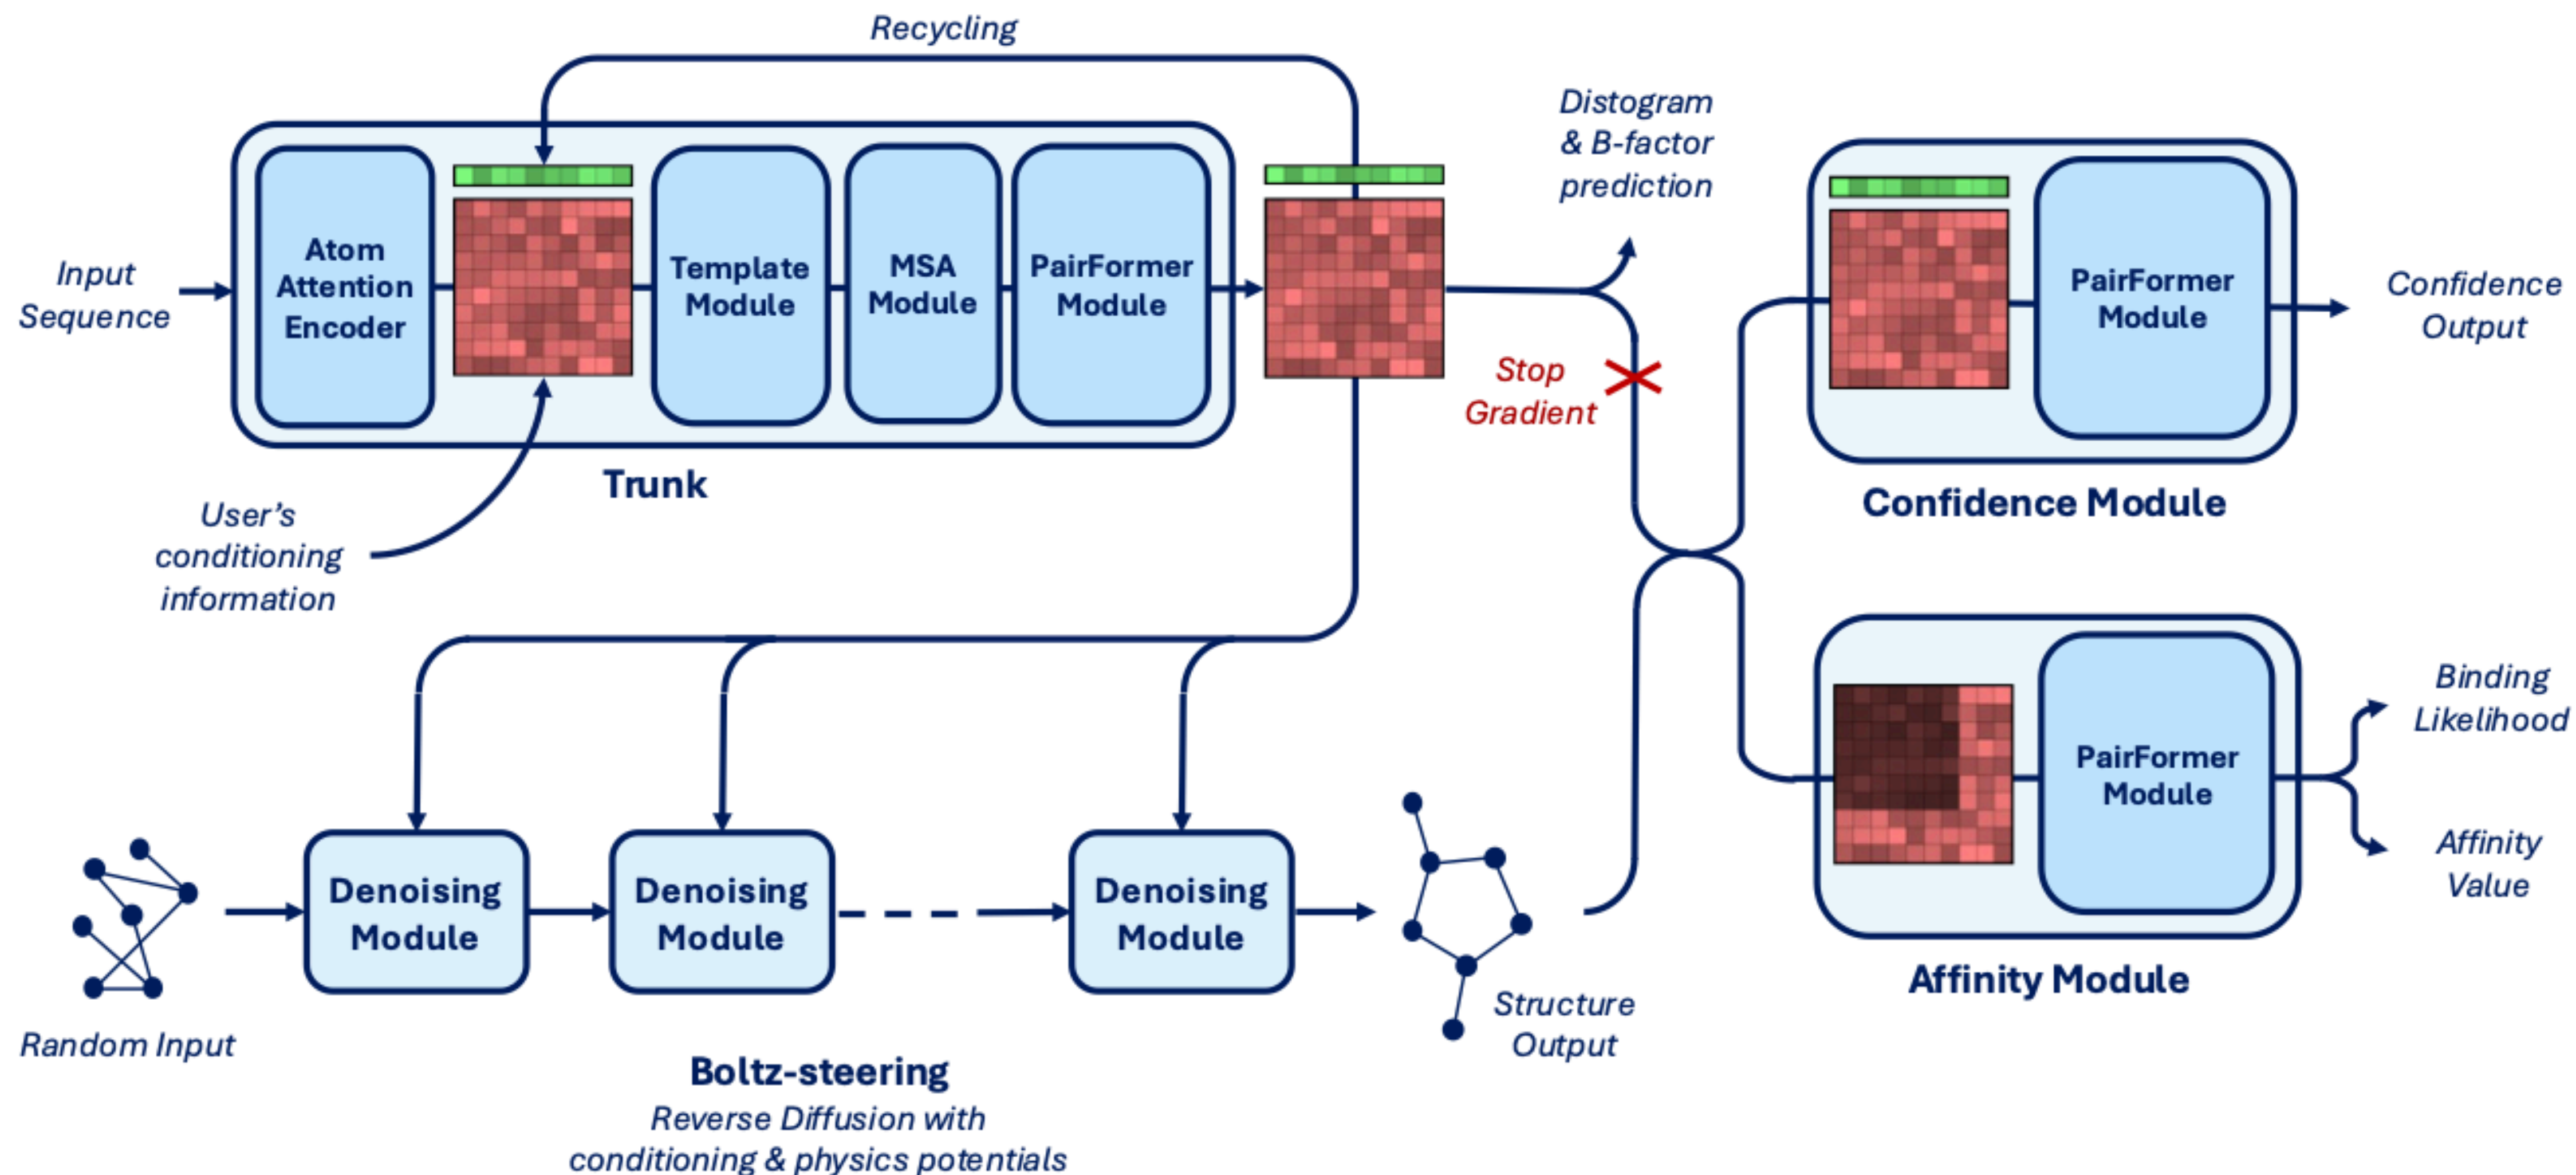 Recycling
Input
Sequence
Atom
Attention
Encoder
Template
Module
MSA
Module
PairFormer
Module
Trunk
User's
conditioning
information
Distogram
& B-factor
prediction
Stop
Gradient
PairFormer
Module
Confidence Module
Confidence
Output
Random Input
Denoising
Module
Denoising
Module
Denoising
Module
Structure
Output
Boltz-steering
Reverse Diffusion with
conditioning & physics potentials
PairFormer
Module
Affinity Module
Binding
Likelihood
Affinity
Value